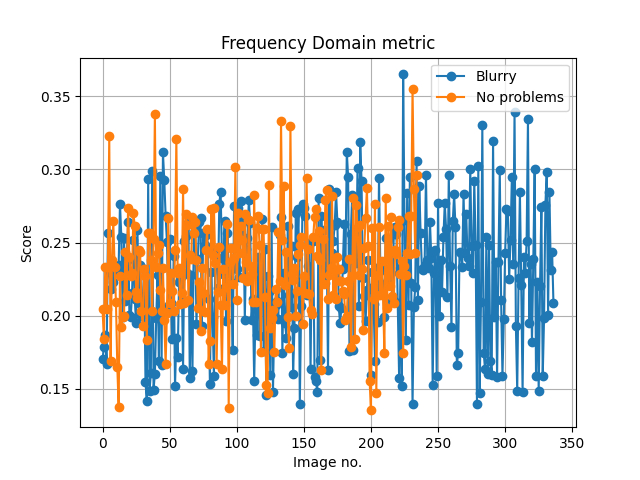 Frequency Domain metric
Blurry
No problems
0.35
0.30
0.25
0.20
0.15
Score
0 50 100 150 200 250 300 350
Image no.